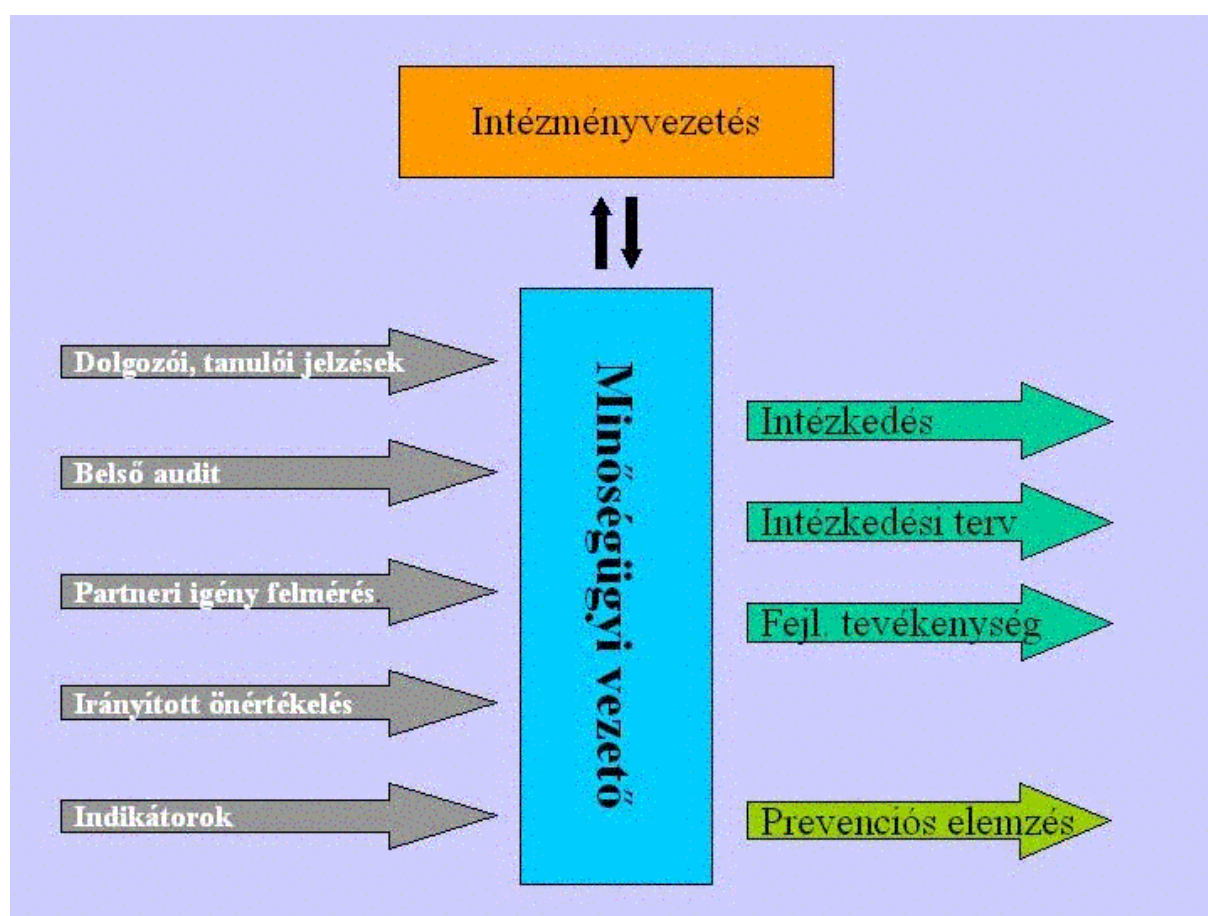 Intézményvezetés
Dolgozói, tanulói jelzések
Belső audit
Partneri igény felmérés.
Irányított önértékelés
Indikátorok
Minőségügyi vezető
Intézkedés
Intézkedési terv
Fejl. tevékenység
Prevenciós elemzés